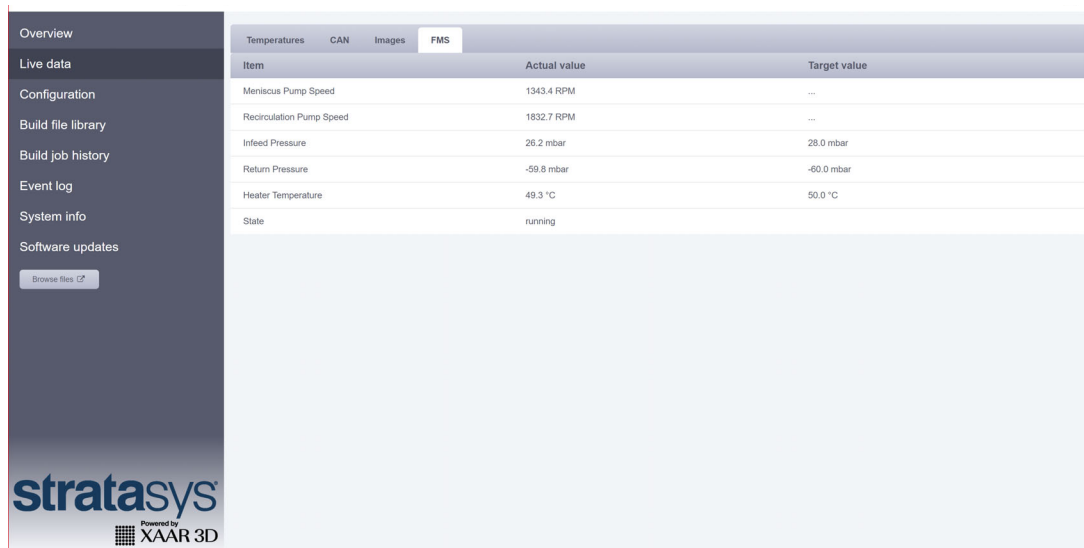 Overview
Live data
Configuration
Build file library
Build job history
Event log
System info
Software updates
Browse files
Temperatures CAN Images FMS
Item Actual value Target value
Meniscus Pump Speed 1343.4 RPM ...
Recirculation Pump Speed 1832.7 RPM ...
Infeed Pressure 26.2 mbar 28.0 mbar
Return Pressure -59.8 mbar -60.0 mbar
Heater Temperature 49.3 °C 50.0 °C
State running
stratasys
Powered by
XAAR 3D